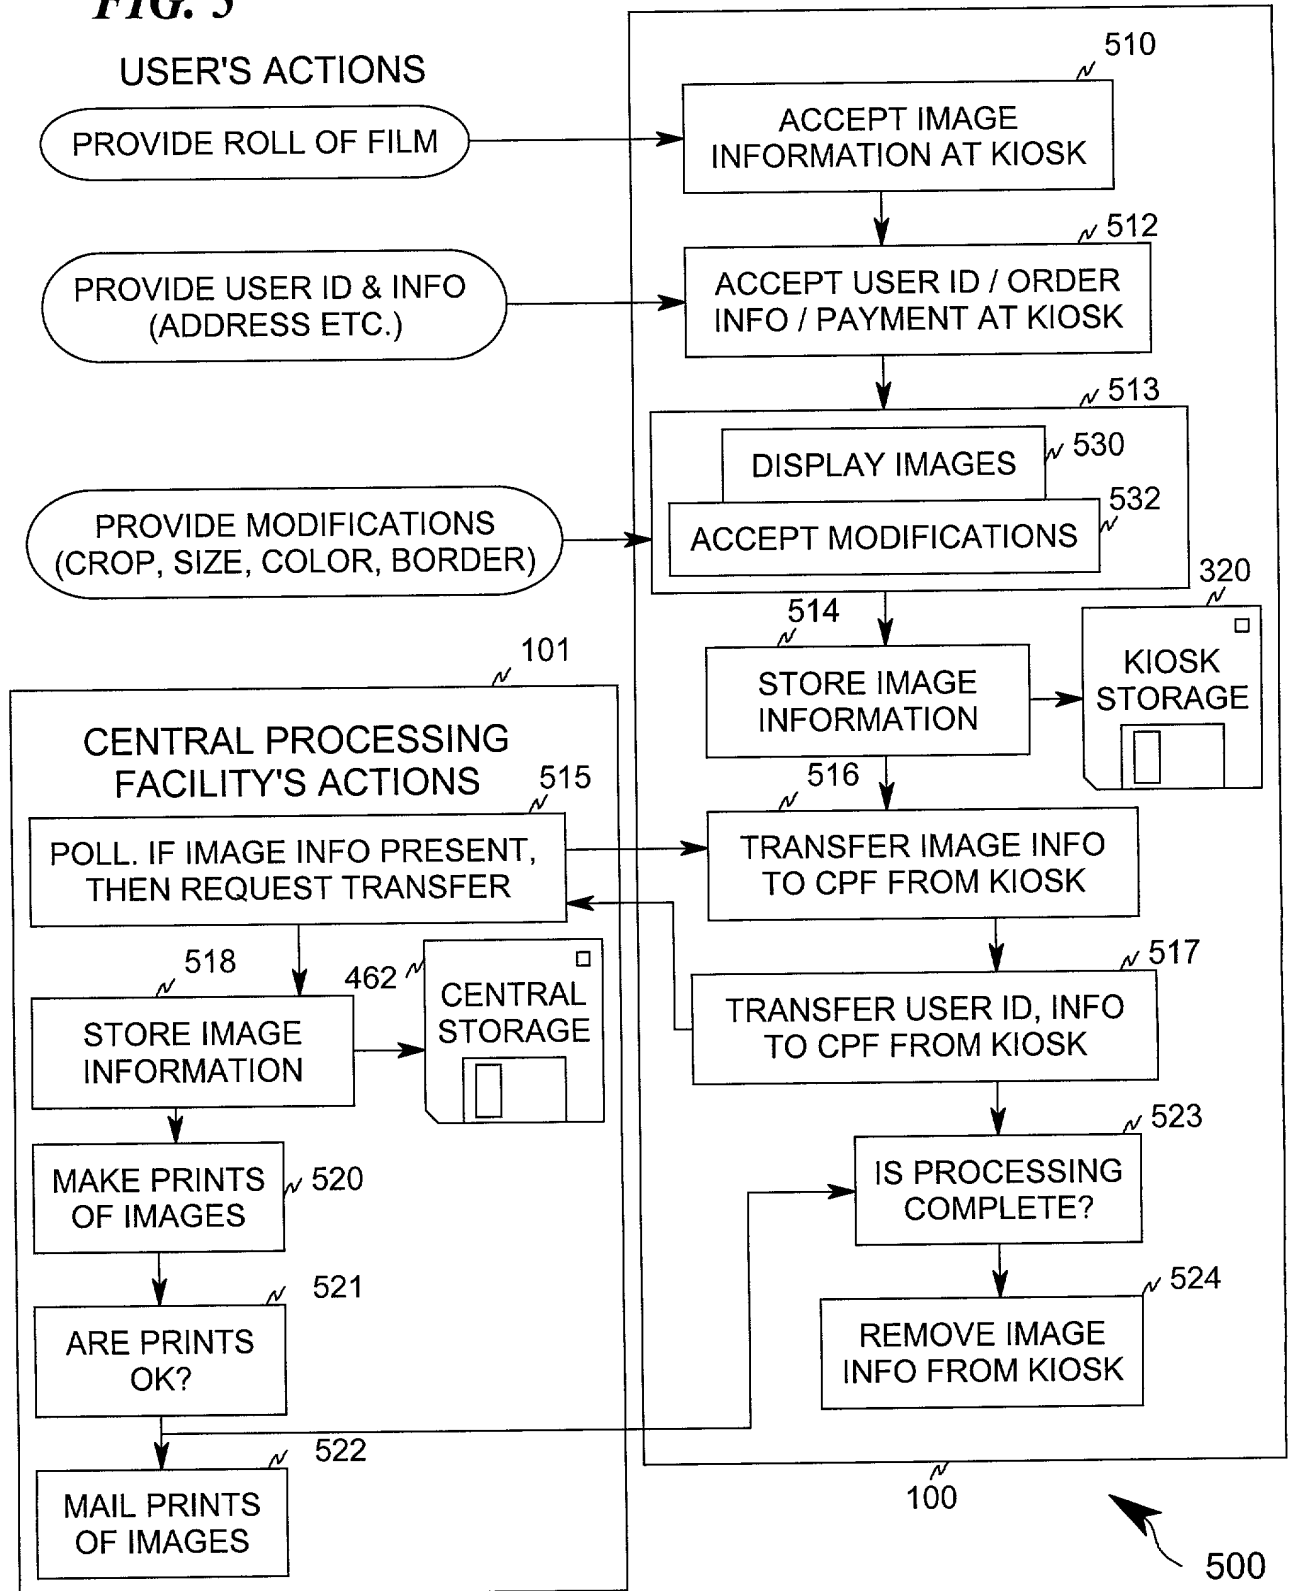 FIG. 5
USER'S ACTIONS
PROVIDE ROLL OF FILM
510
ACCEPT IMAGE
INFORMATION AT KIOSK
512
PROVIDE USER ID & INFO
(ADDRESS ETC.)
ACCEPT USER ID / ORDER
INFO / PAYMENT AT KIOSK
513
DISPLAY IMAGES
530
PROVIDE MODIFICATIONS
(CROP, SIZE, COLOR, BORDER)
ACCEPT MODIFICATIONS
532
514
320
STORE IMAGE
INFORMATION
KIOSK
STORAGE
101
CENTRAL PROCESSING
FACILITY'S ACTIONS
515
516
POLL. IF IMAGE INFO PRESENT,
THEN REQUEST TRANSFER
TRANSFER IMAGE INFO
TO CPF FROM KIOSK
518
462
CENTRAL
STORAGE
517
STORE IMAGE
INFORMATION
TRANSFER USER ID, INFO
TO CPF FROM KIOSK
523
MAKE PRINTS
OF IMAGES
520
IS PROCESSING
COMPLETE?
521
524
ARE PRINTS
OK?
REMOVE IMAGE
INFO FROM KIOSK
522
MAIL PRINTS
OF IMAGES
100
500